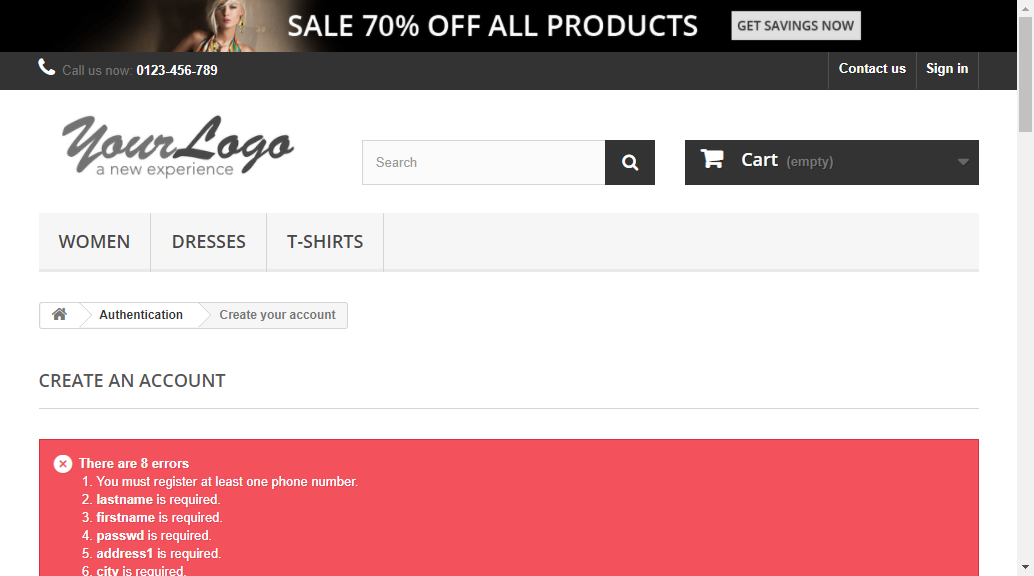 SALE 70% OFF ALL PRODUCTS GET SAVINGS NOW
Call us now: 0123-456-789 Contact us Sign in
YourLogo
a new experience
Search Cart (empty)
WOMEN DRESSES T-SHIRTS
Authentication Create your account
CREATE AN ACCOUNT
There are 8 errors
1. You must register at least one phone number.
2. lastname is required.
3. firstname is required.
4. passwd is required.
5. address1 is required.
6. city is required.